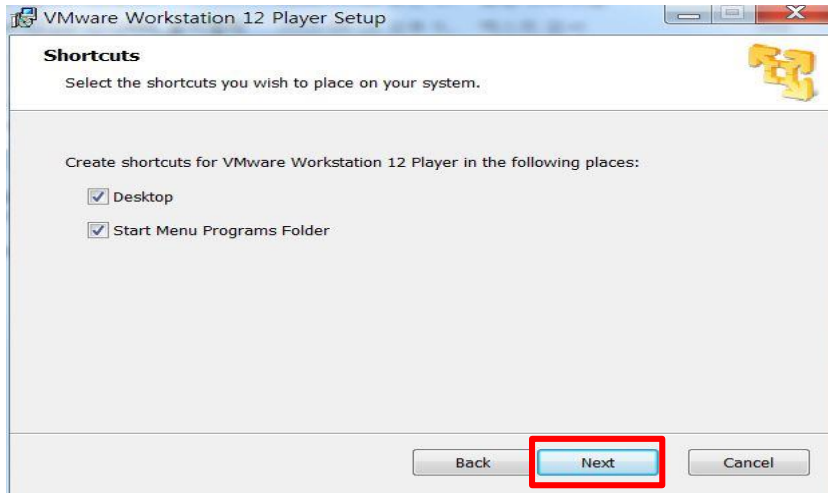 VMware Workstation 12 Player Setup
Shortcuts
Select the shortcuts you wish to place on your system.
Create shortcuts for VMware Workstation 12 Player in the following places:
Desktop
Start Menu Programs Folder
Back Next Cancel